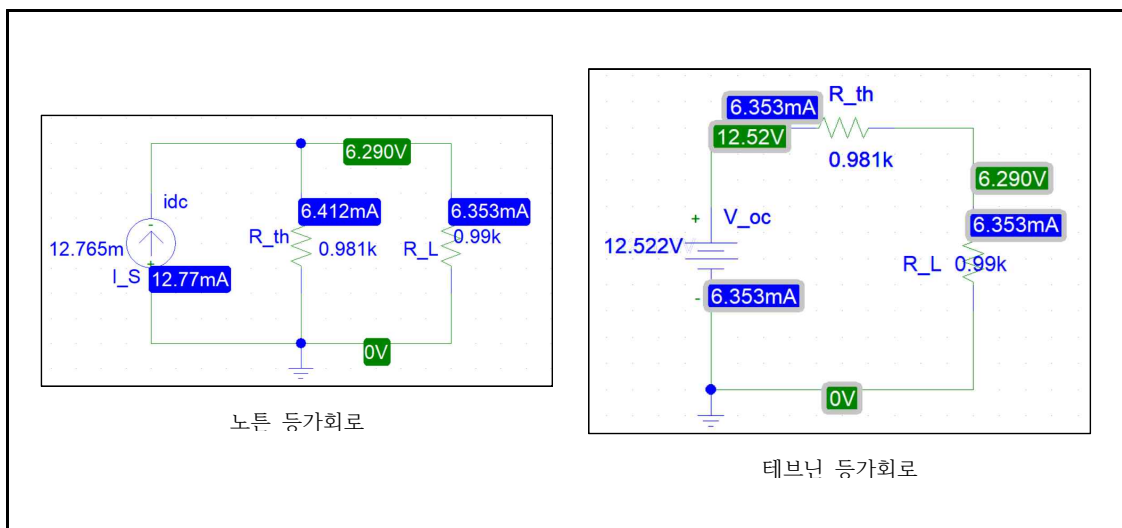 idc
12.765m
I_S
12.77mA
R_th
6.412mA
0.981k
6.290V
6.353mA
R_L
0.99k
0V
노튼 등가회로
R_th
6.353mA
12.52V
0.981k
6.290V
+ V_oc
12.522V
6.353mA
R_L 0.99k
- 6.353mA
0V
테브닌 등가회로